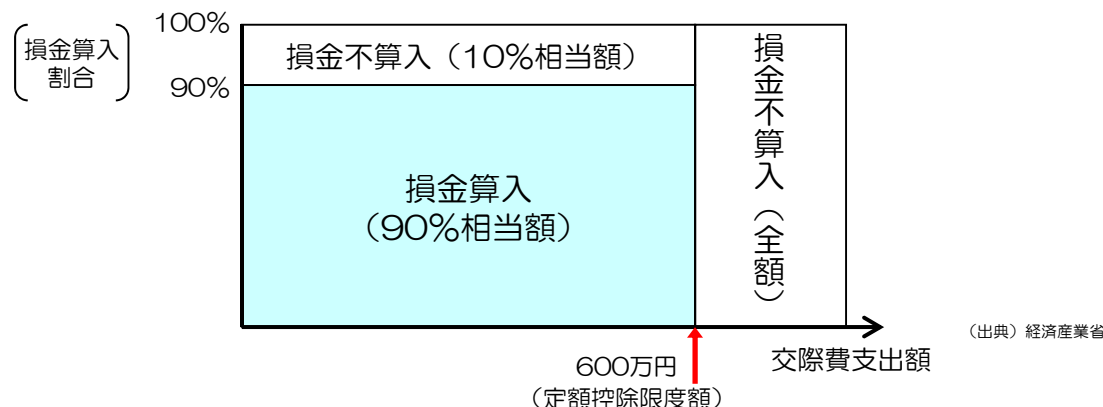 損金算入
割合
100%
90%
損金不算入（10%相当額）
損金算入
（90%相当額）
損金不算入（全額）
600万円
（定額控除限度額）
交際費支出額
（出典）経済産業省